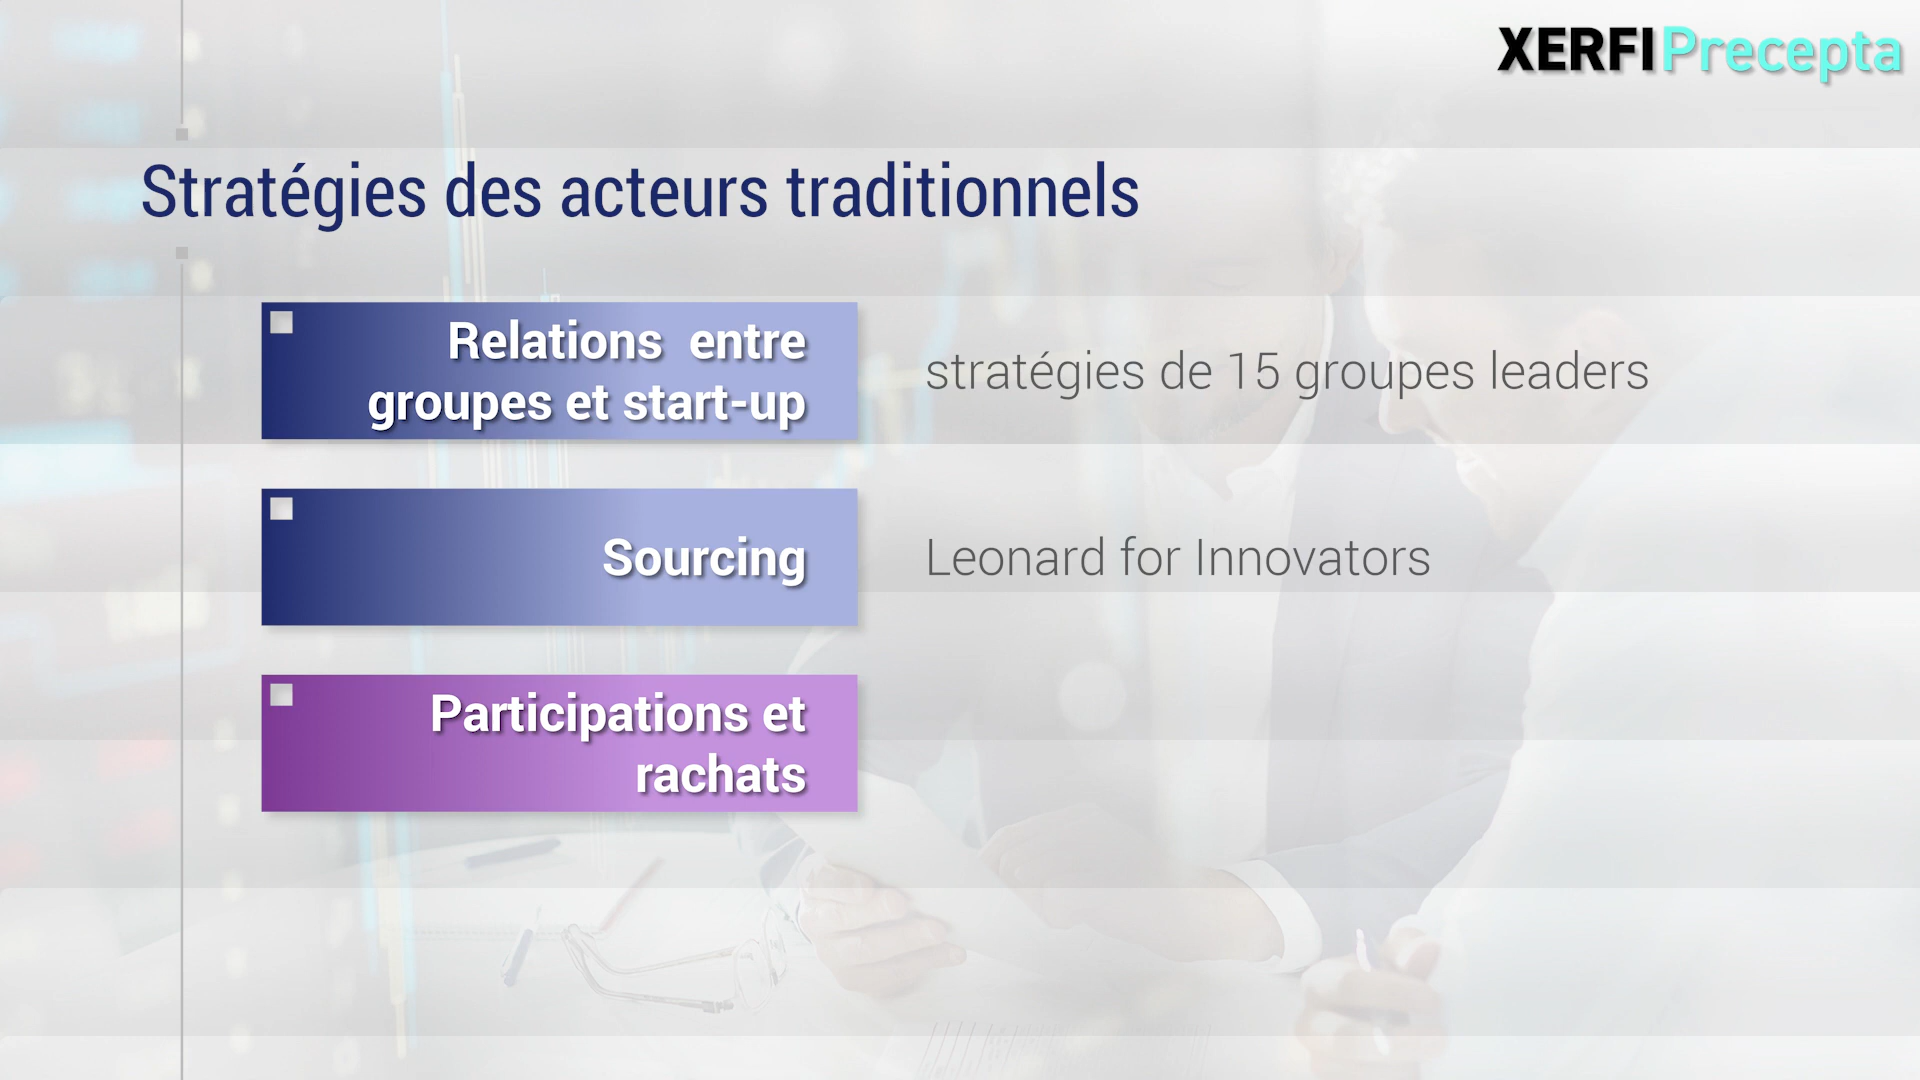 XERFI Precepta
Stratégies des acteurs traditionnels
Relations entre
groupes et start-up
stratégies de 15 groupes leaders
Sourcing
Leonard for Innovators
Participations et
rachats